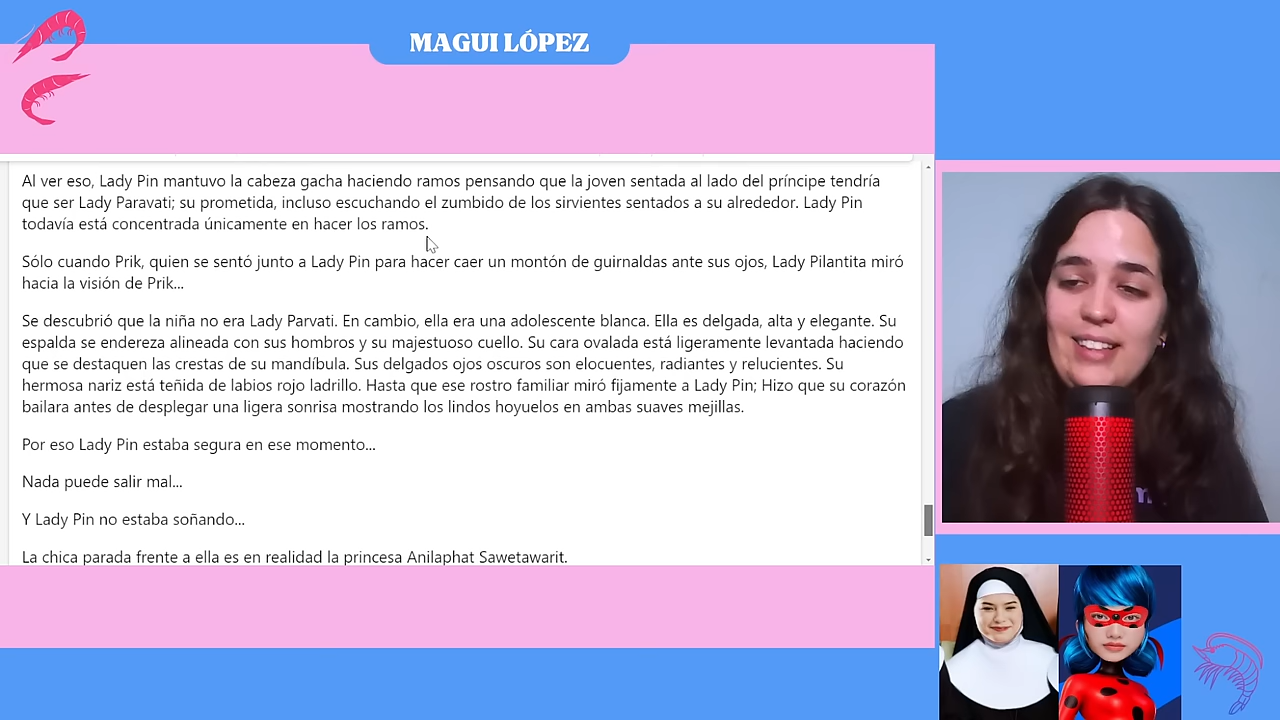 MAGUI LÓPEZ
Al ver eso, Lady Pin mantuvo la cabeza gacha haciendo ramos pensando que la joven sentada al lado del príncipe tendría
que ser Lady Paravati; su prometida, incluso escuchando el zumbido de los sirvientes sentados a su alrededor. Lady Pin
todavía está concentrada únicamente en hacer los ramos.
Sólo cuando Prik, quien se sentó junto a Lady Pin para hacer caer un montón de guirnaldas ante sus ojos, Lady Pilantita miró
hacia la visión de Prik...
Se descubrió que la niña no era Lady Parvati. En cambio, ella era una adolescente blanca. Ella es delgada, alta y elegante. Su
espalda se endereza alineada con sus hombros y su majestuoso cuello. Su cara ovalada está ligeramente levantada haciendo
que se destaquen las crestas de su mandíbula. Sus delgados ojos oscuros son elocuentes, radiantes y relucientes. Su
hermosa nariz está teñida de labios rojo ladrillo. Hasta que ese rostro familiar miró fijamente a Lady Pin; Hizo que su corazón
bailara antes de desplegar una ligera sonrisa mostrando los lindos hoyuelos en ambas suaves mejillas.
Por eso Lady Pin estaba segura en ese momento...
Nada puede salir mal...
Y Lady Pin no estaba soñando...
La chica parada frente a ella es en realidad la princesa Anilaphat Sawetawarit.